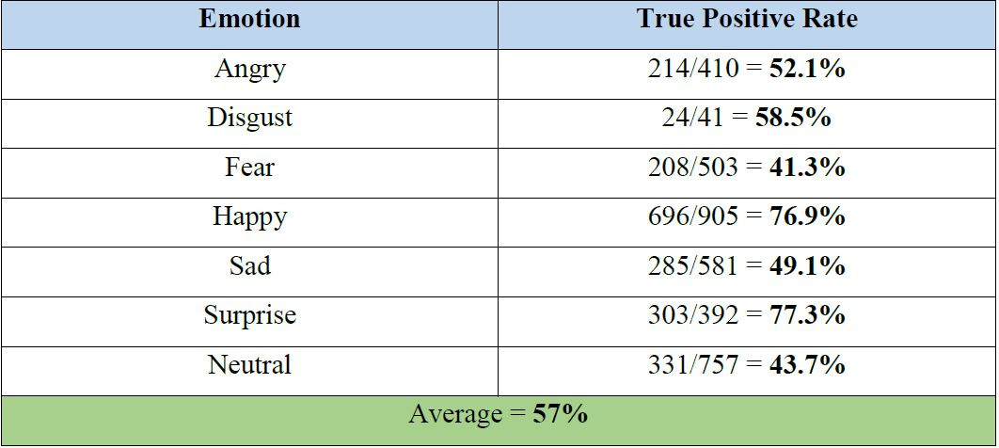 Emotion True Positive Rate
Angry 214/410 = 52.1%
Disgust 24/41 = 58.5%
Fear 208/503 = 41.3%
Happy 696/905 = 76.9%
Sad 285/581 = 49.1%
Surprise 303/392 = 77.3%
Neutral 331/757 = 43.7%
Average = 57%